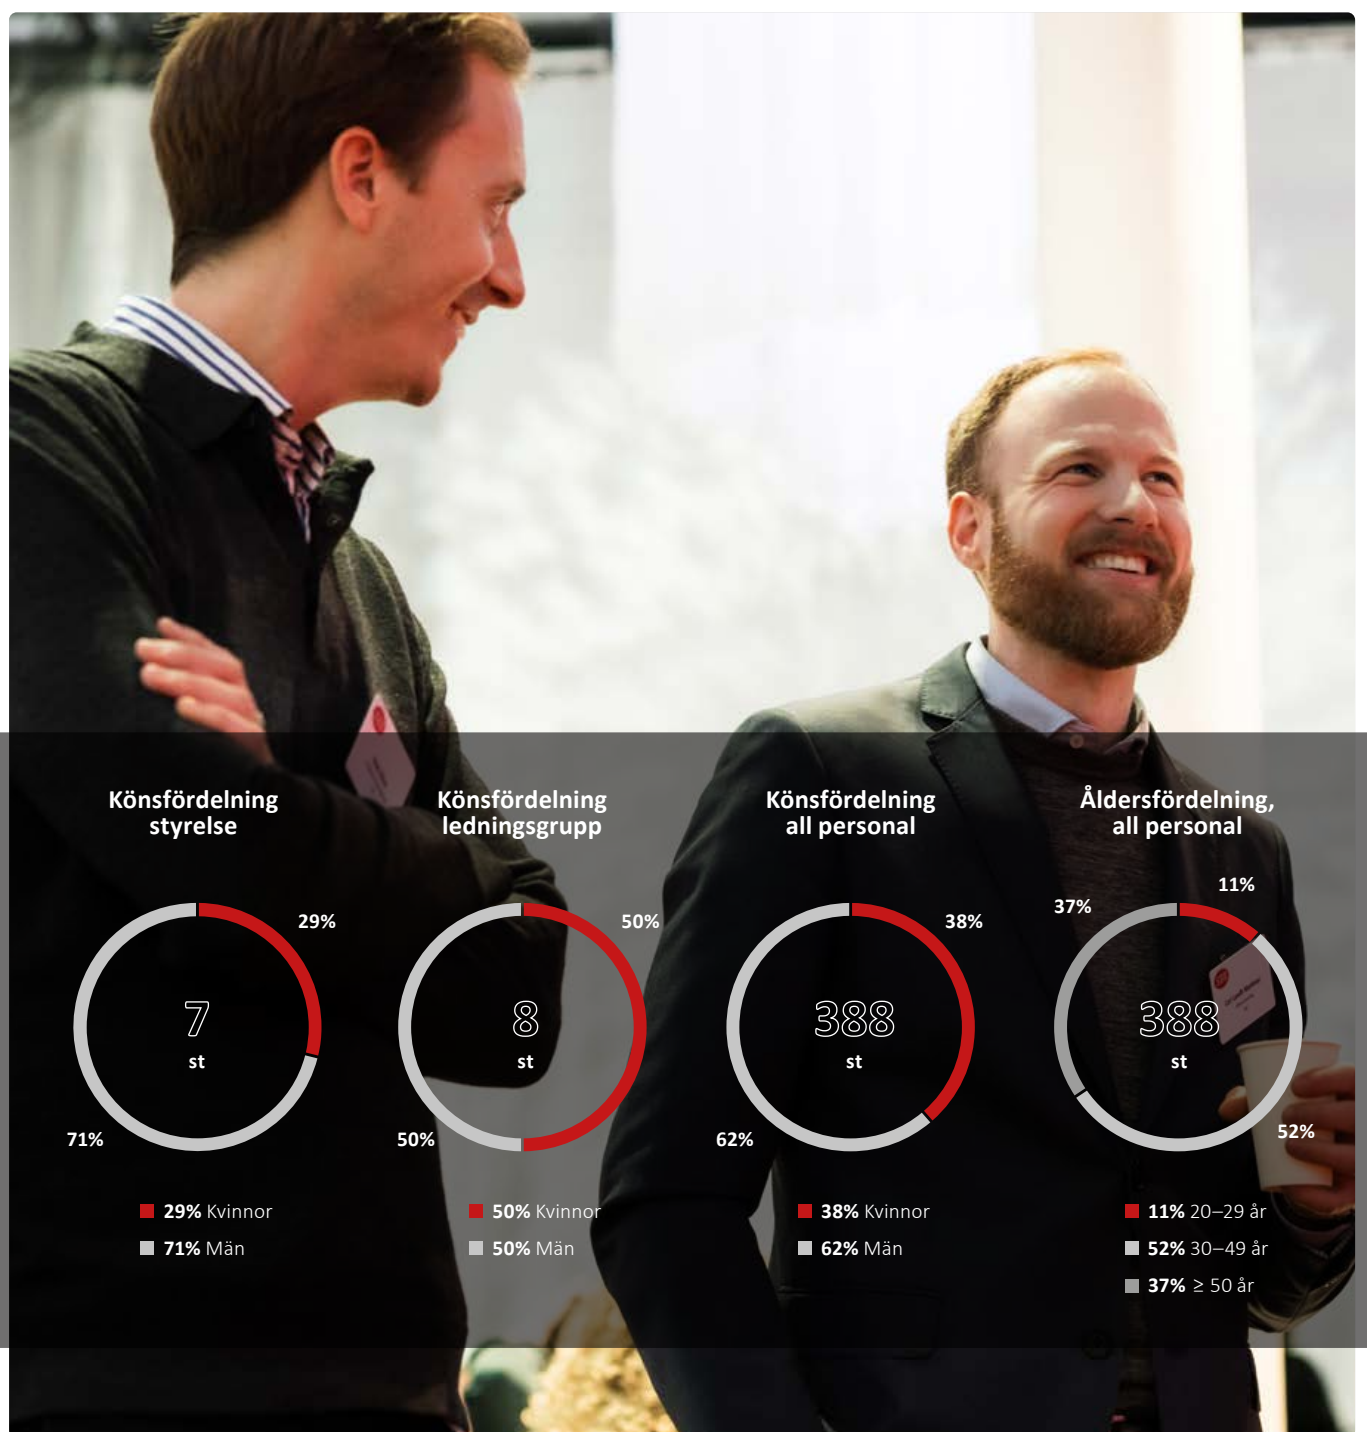 Könsfördelning
styrelse
29%
7
st
71%
29% Kvinnor
71% Män
Könsfördelning
ledningsgrupp
50%
8
st
50%
50% Kvinnor
50% Män
Könsfördelning
all personal
38%
388
st
62%
38% Kvinnor
62% Män
Åldersfördelning,
all personal
11%
37%
388
st
52%
11% 20–29 år
52% 30–49 år
37% ≥ 50 år